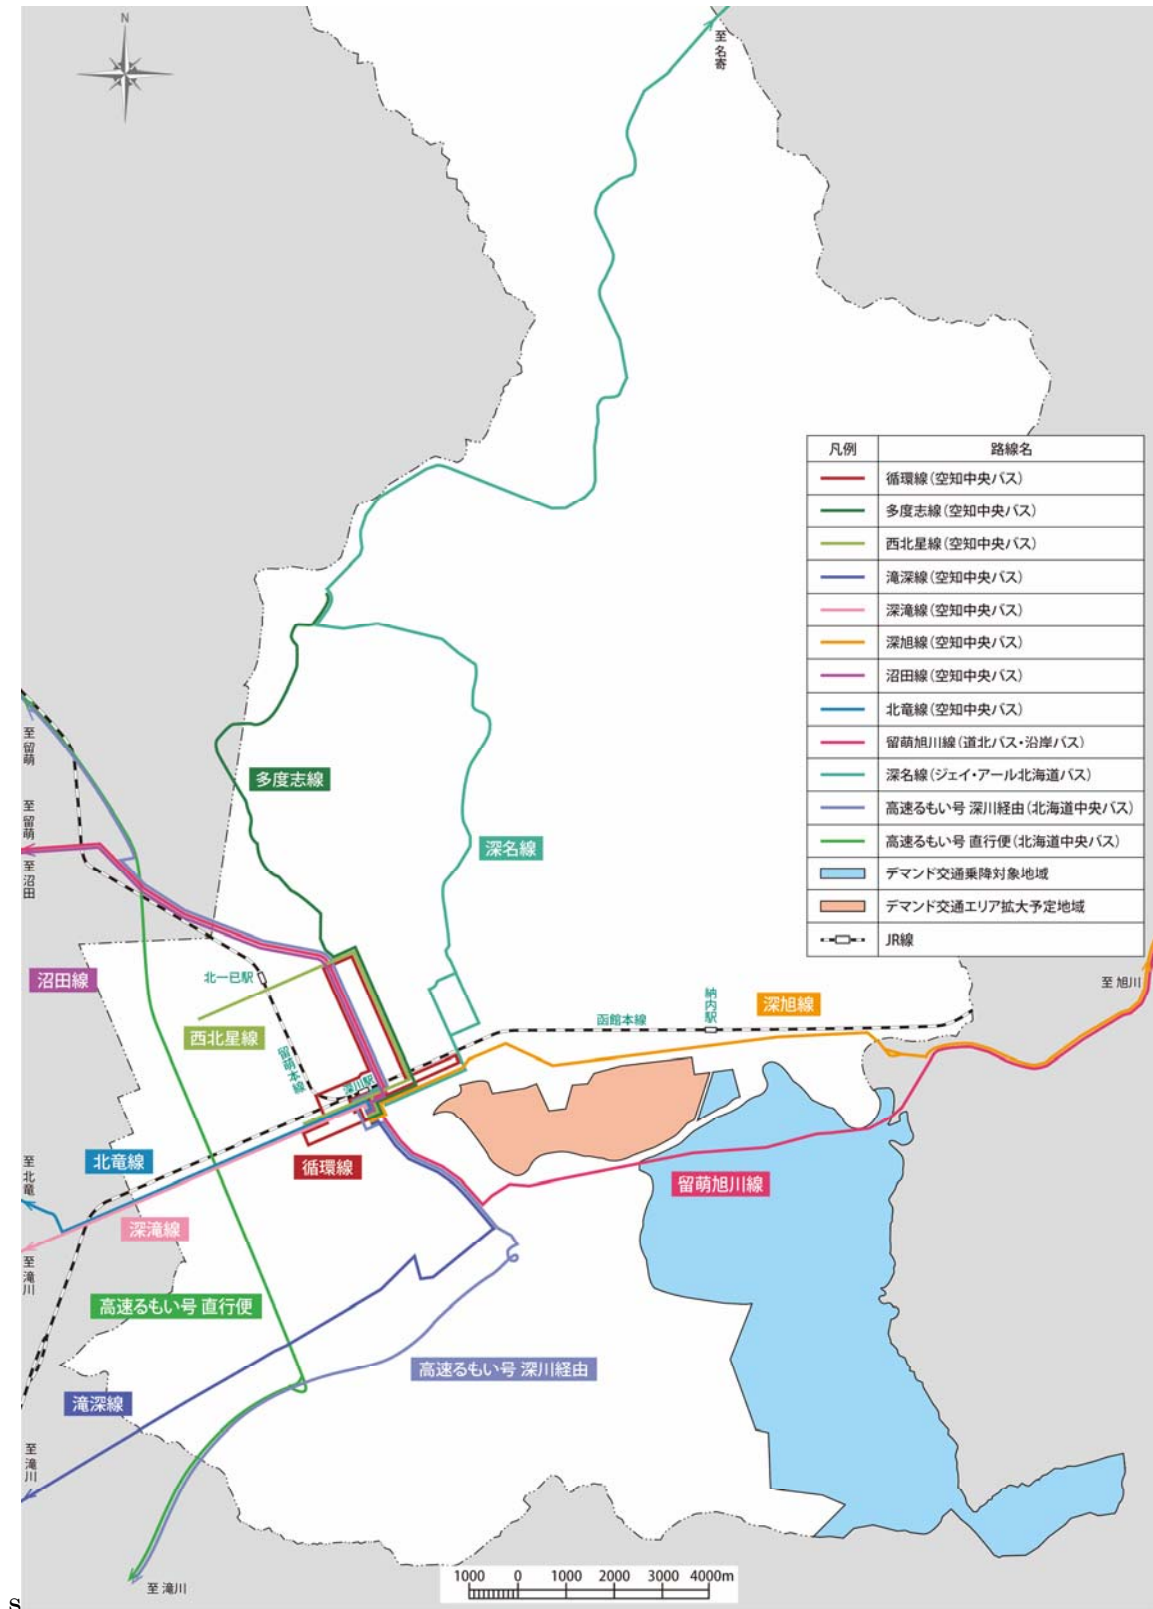 N
至 名寄
凡例 路線名
循環線(空知中央バス)
多度志線(空知中央バス)
西北星線(空知中央バス)
滝深線(空知中央バス)
深滝線(空知中央バス)
深旭線(空知中央バス)
沼田線(空知中央バス)
北竜線(空知中央バス)
留萌旭川線(道北バス・沿岸バス)
深名線(ジェイ・アール北海道バス)
高速るもい号 深川経由(北海道中央バス)
高速るもい号 直行便(北海道中央バス)
デマンド交通乗降対象地域
デマンド交通エリア拡大予定地域
JR線
至 留萌
多度志線
至 留萌
深名線
至 沼田
沼田線
北一已駅
西北星線
留萌本線
深川駅
函館本線
納内駅
深旭線
至 旭川
北竜線
至 北竜
循環線
留萌旭川線
深滝線
至 滝川
高速るもい号 直行便
高速るもい号 深川経由
滝深線
至 滝川
至 滝川
1000 0 1000 2000 3000 4000m
s